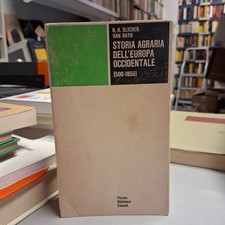 B. H. SLICHER
VAN BATH
STORIA AGRARIA
DELL'EUROPA
OCCIDENTALE
(500-1850)
Piccola
Biblioteca
Einaudi